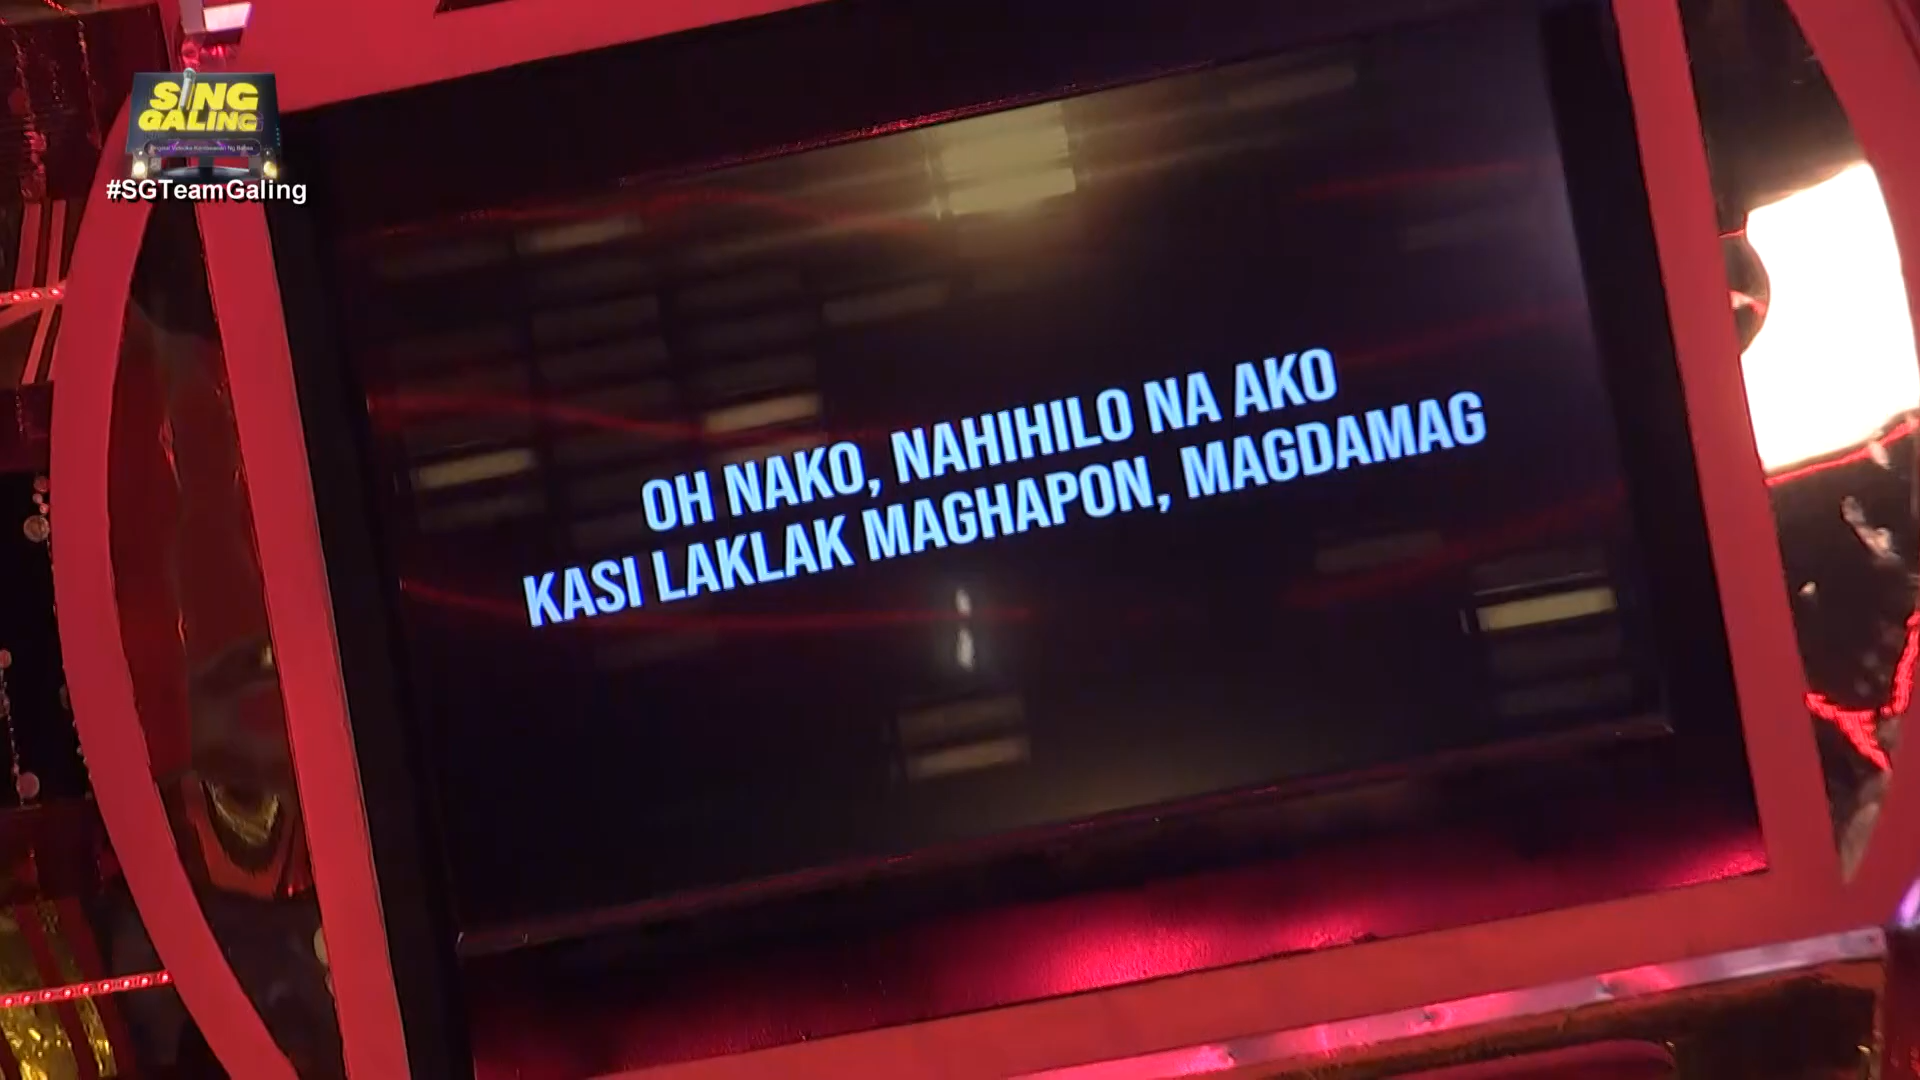 SING
GALING
#SGTeamGaling
OH NAKO, NAHIHILO NA AKO
KASI LAKLAK MAGHAPON, MAGDAMAG